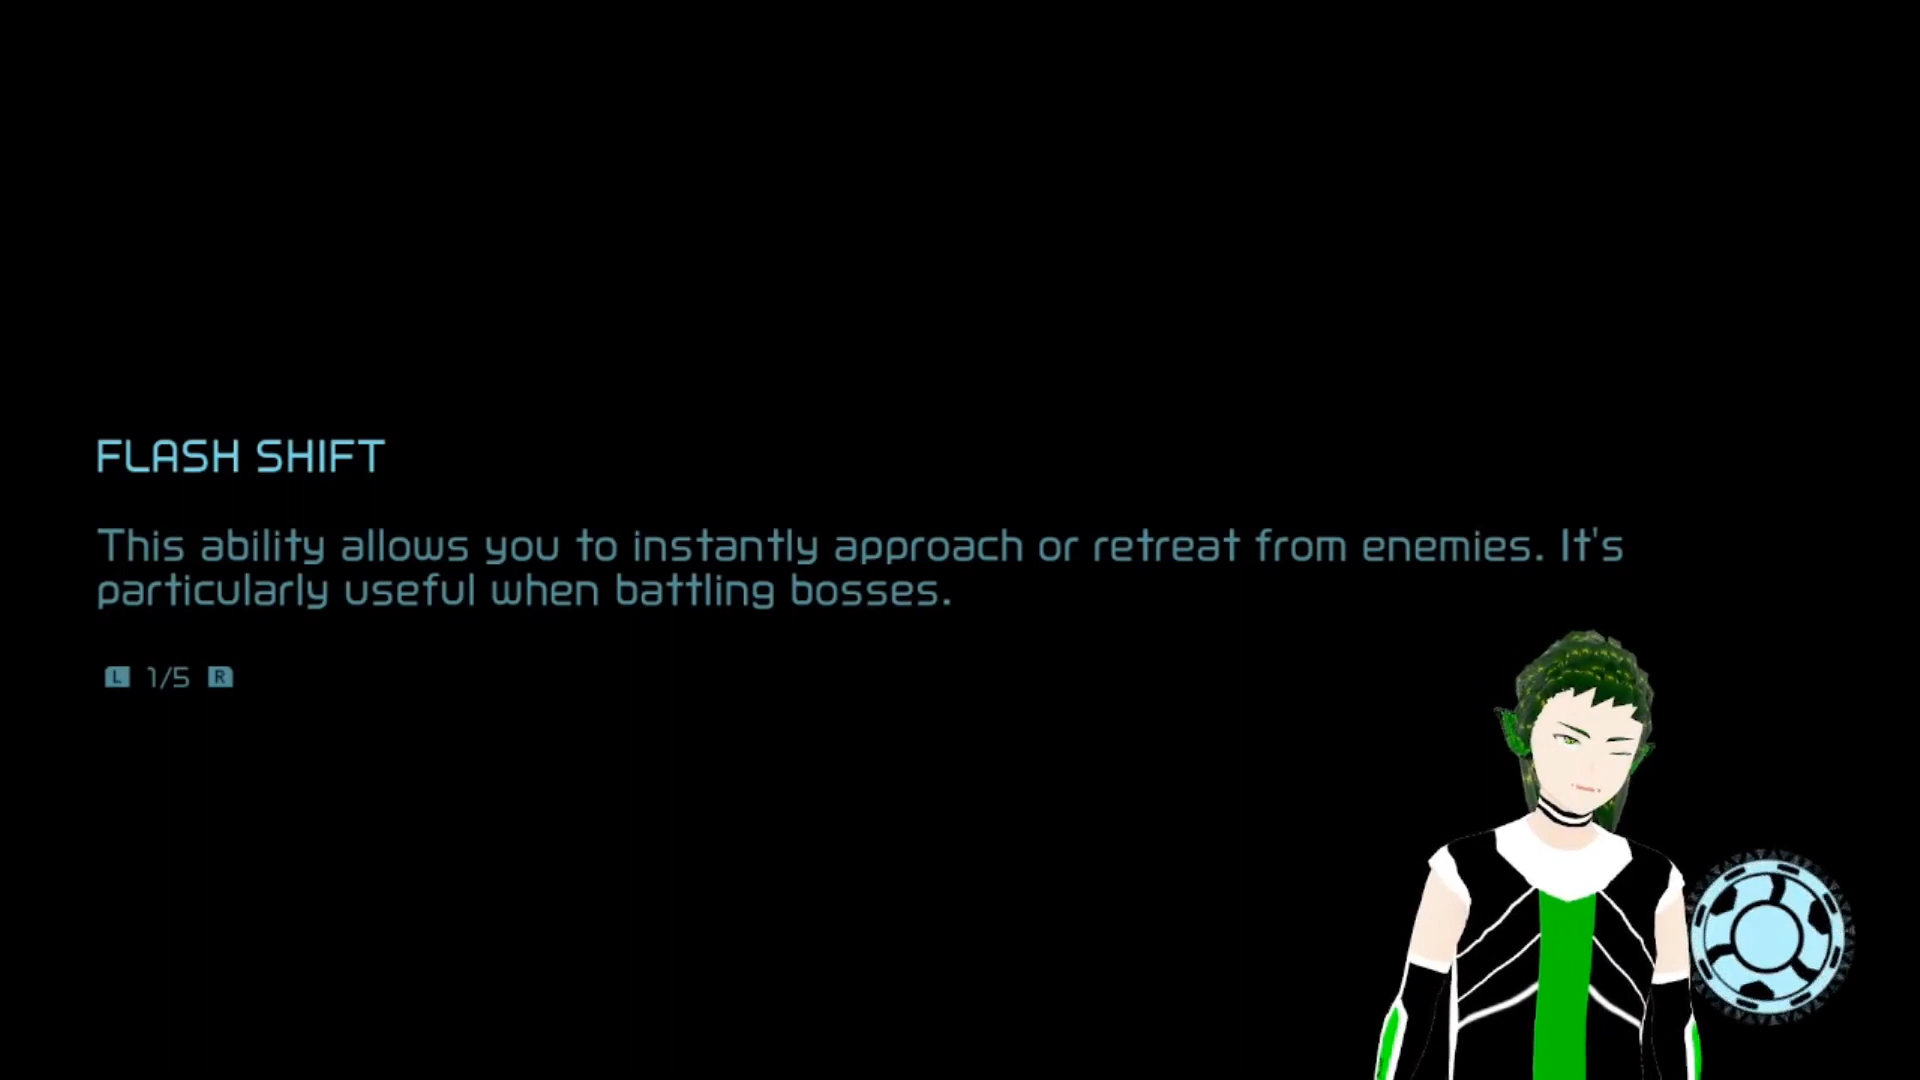 FLASH SHIFT
This ability allows you to instantly approach or retreat from enemies. It's
particularly useful when battling bosses.
L 1/5 R